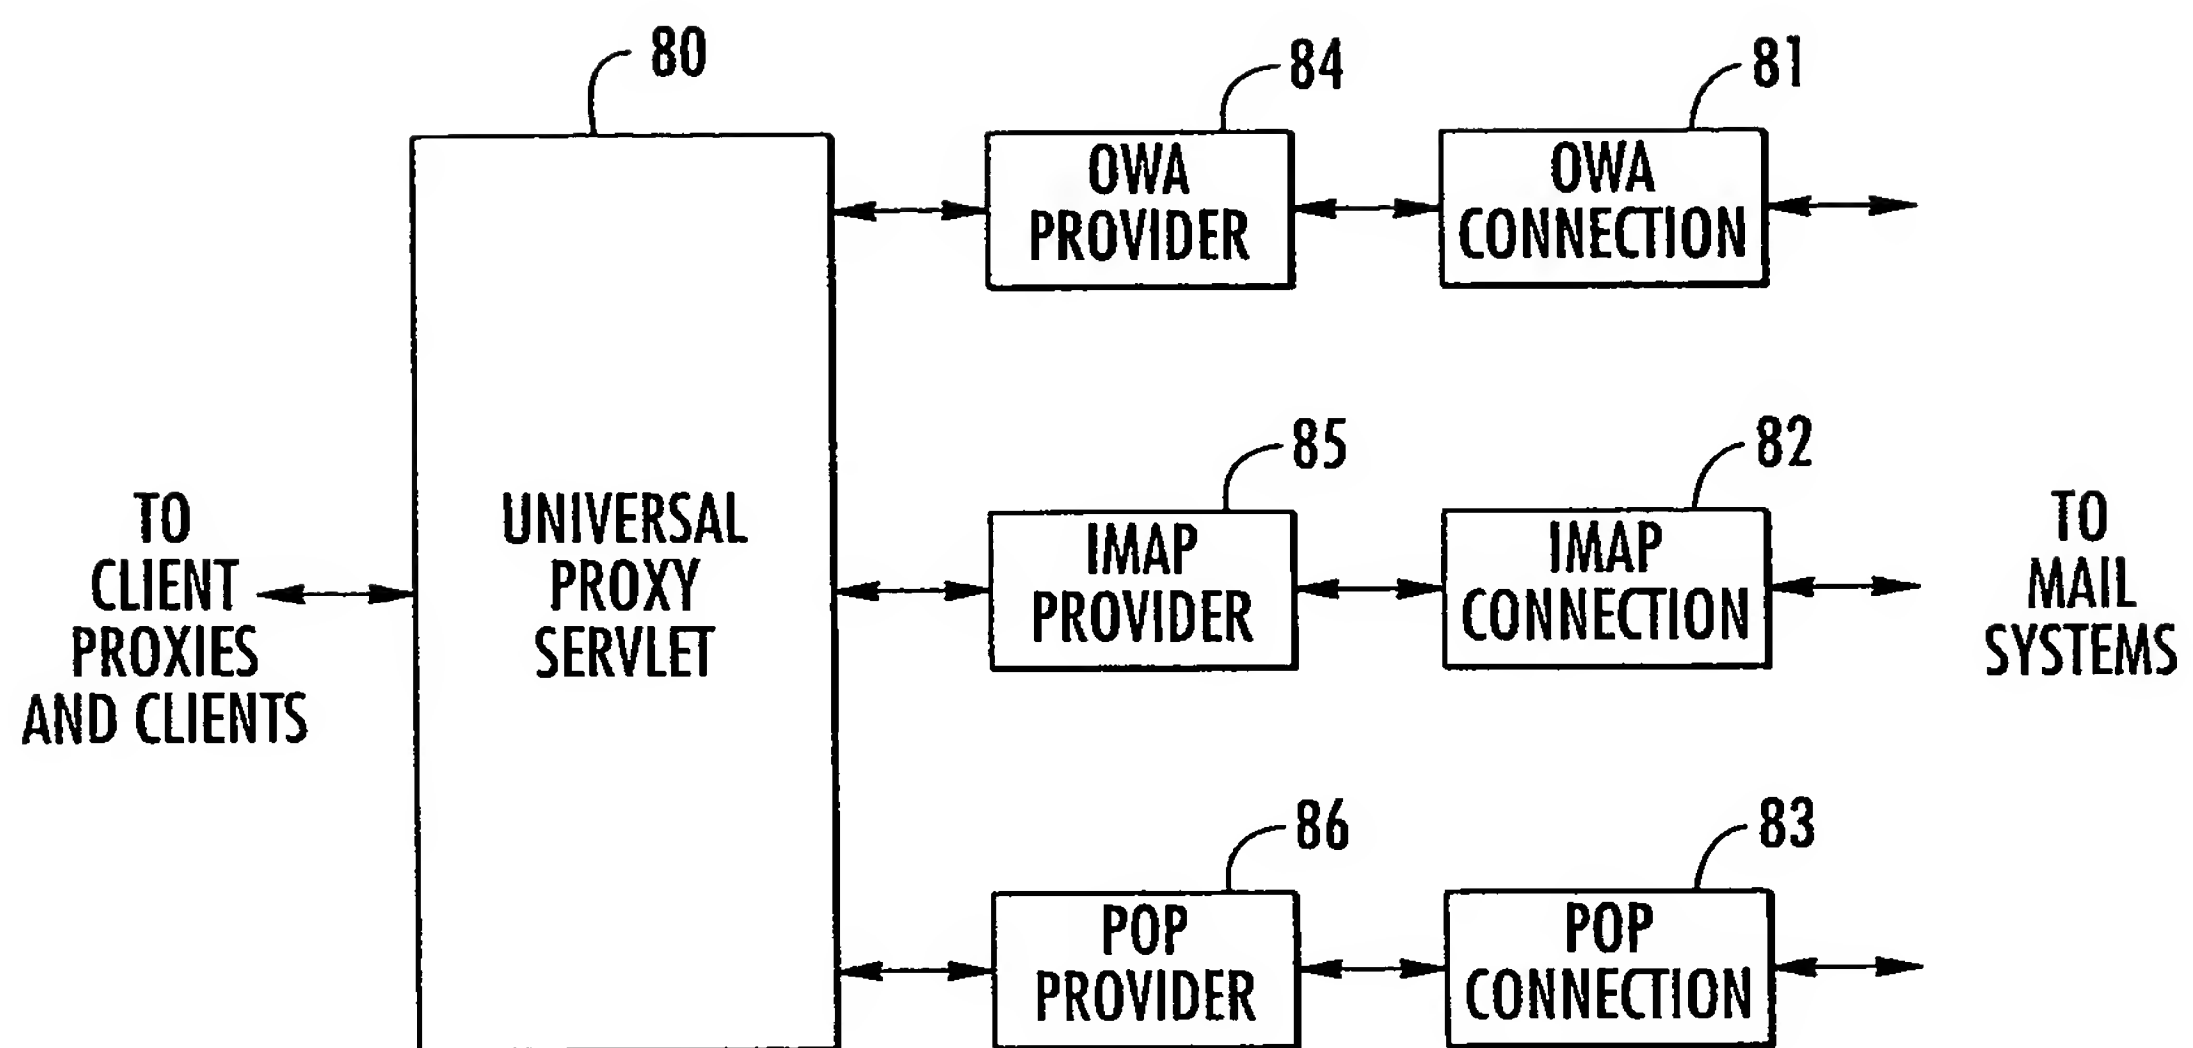 80
84
81
OWA
PROVIDER
OWA
CONNECTION
85
82
TO
CLIENT
PROXIES
AND CLIENTS
UNIVERSAL
PROXY
SERVLET
IMAP
PROVIDER
IMAP
CONNECTION
TO
MAIL
SYSTEMS
86
83
POP
PROVIDER
POP
CONNECTION